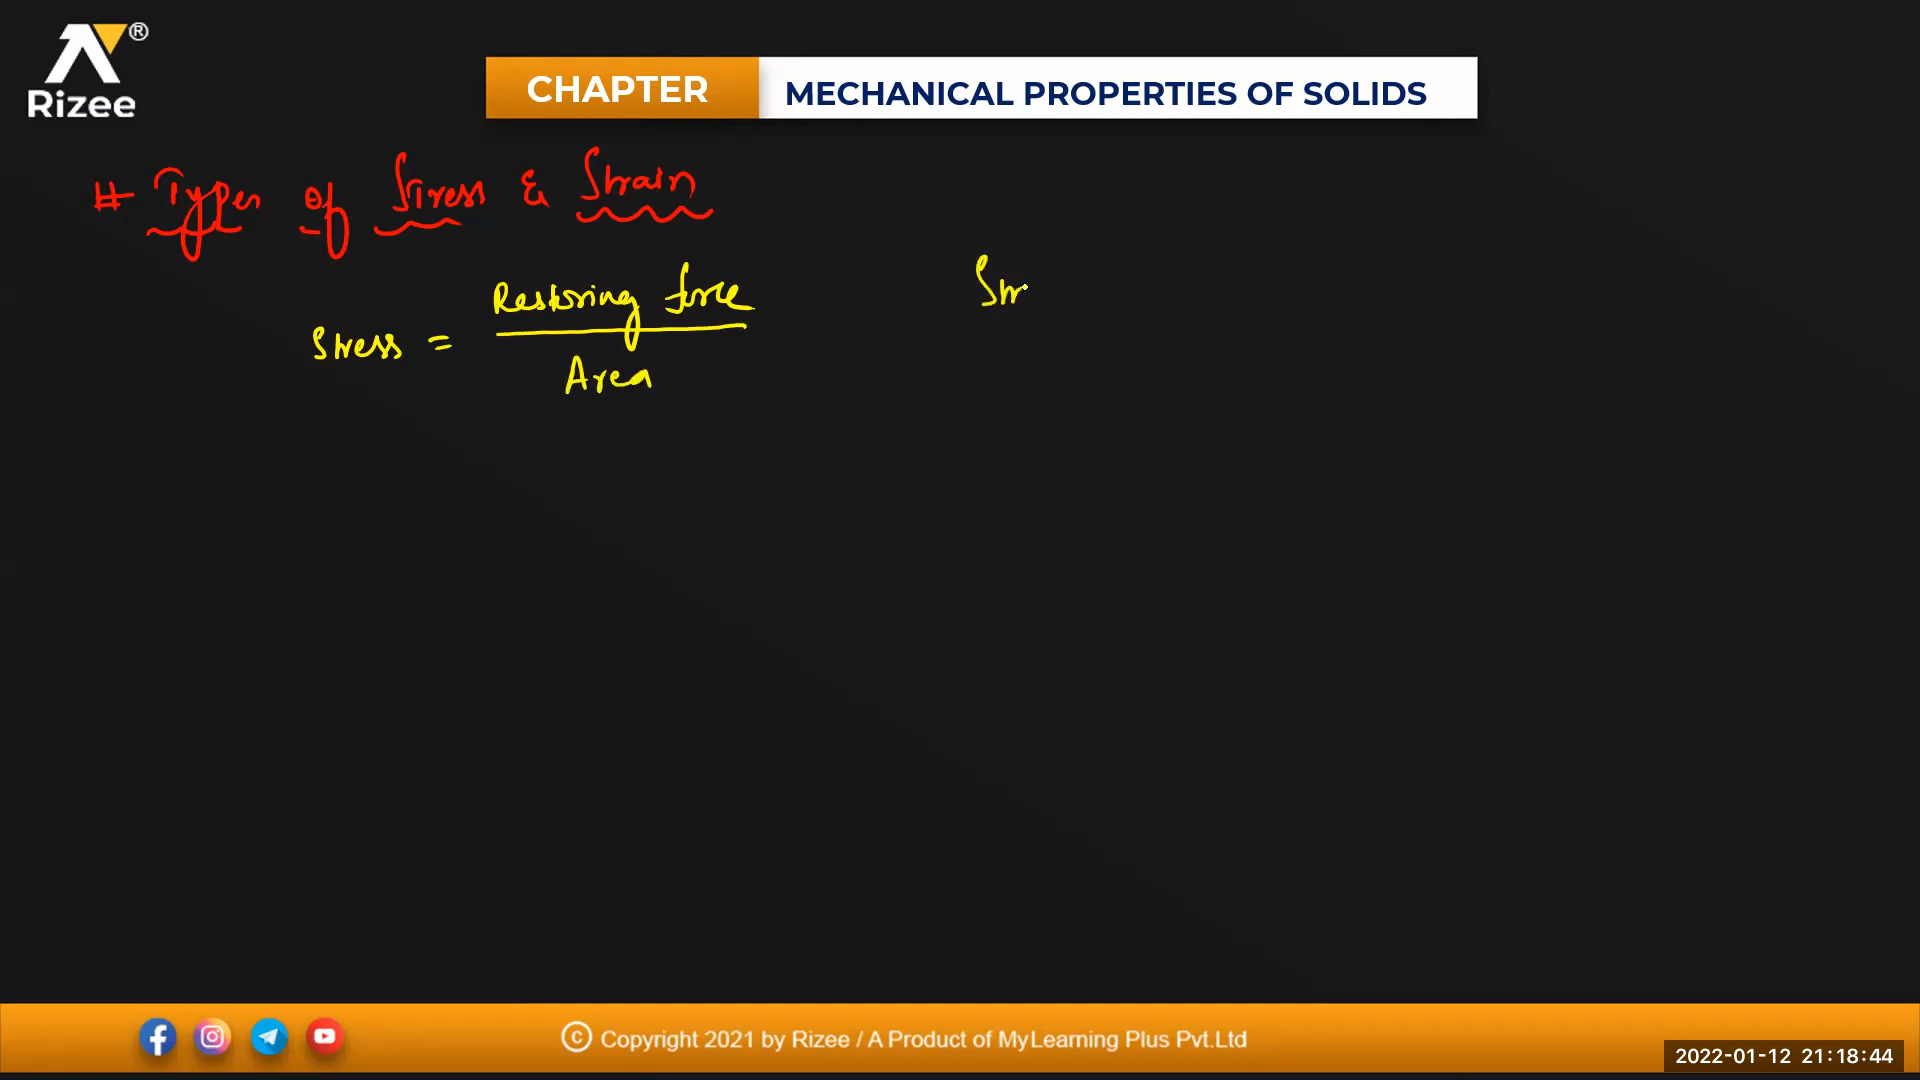 Rizee®
CHAPTER MECHANICAL PROPERTIES OF SOLIDS
# Types of Stress & Strain
Stress = Restoring force
Area
Str
© Copyright 2021 by Rizee / A Product of MyLearning Plus Pvt.Ltd
2022-01-12 21:18:44